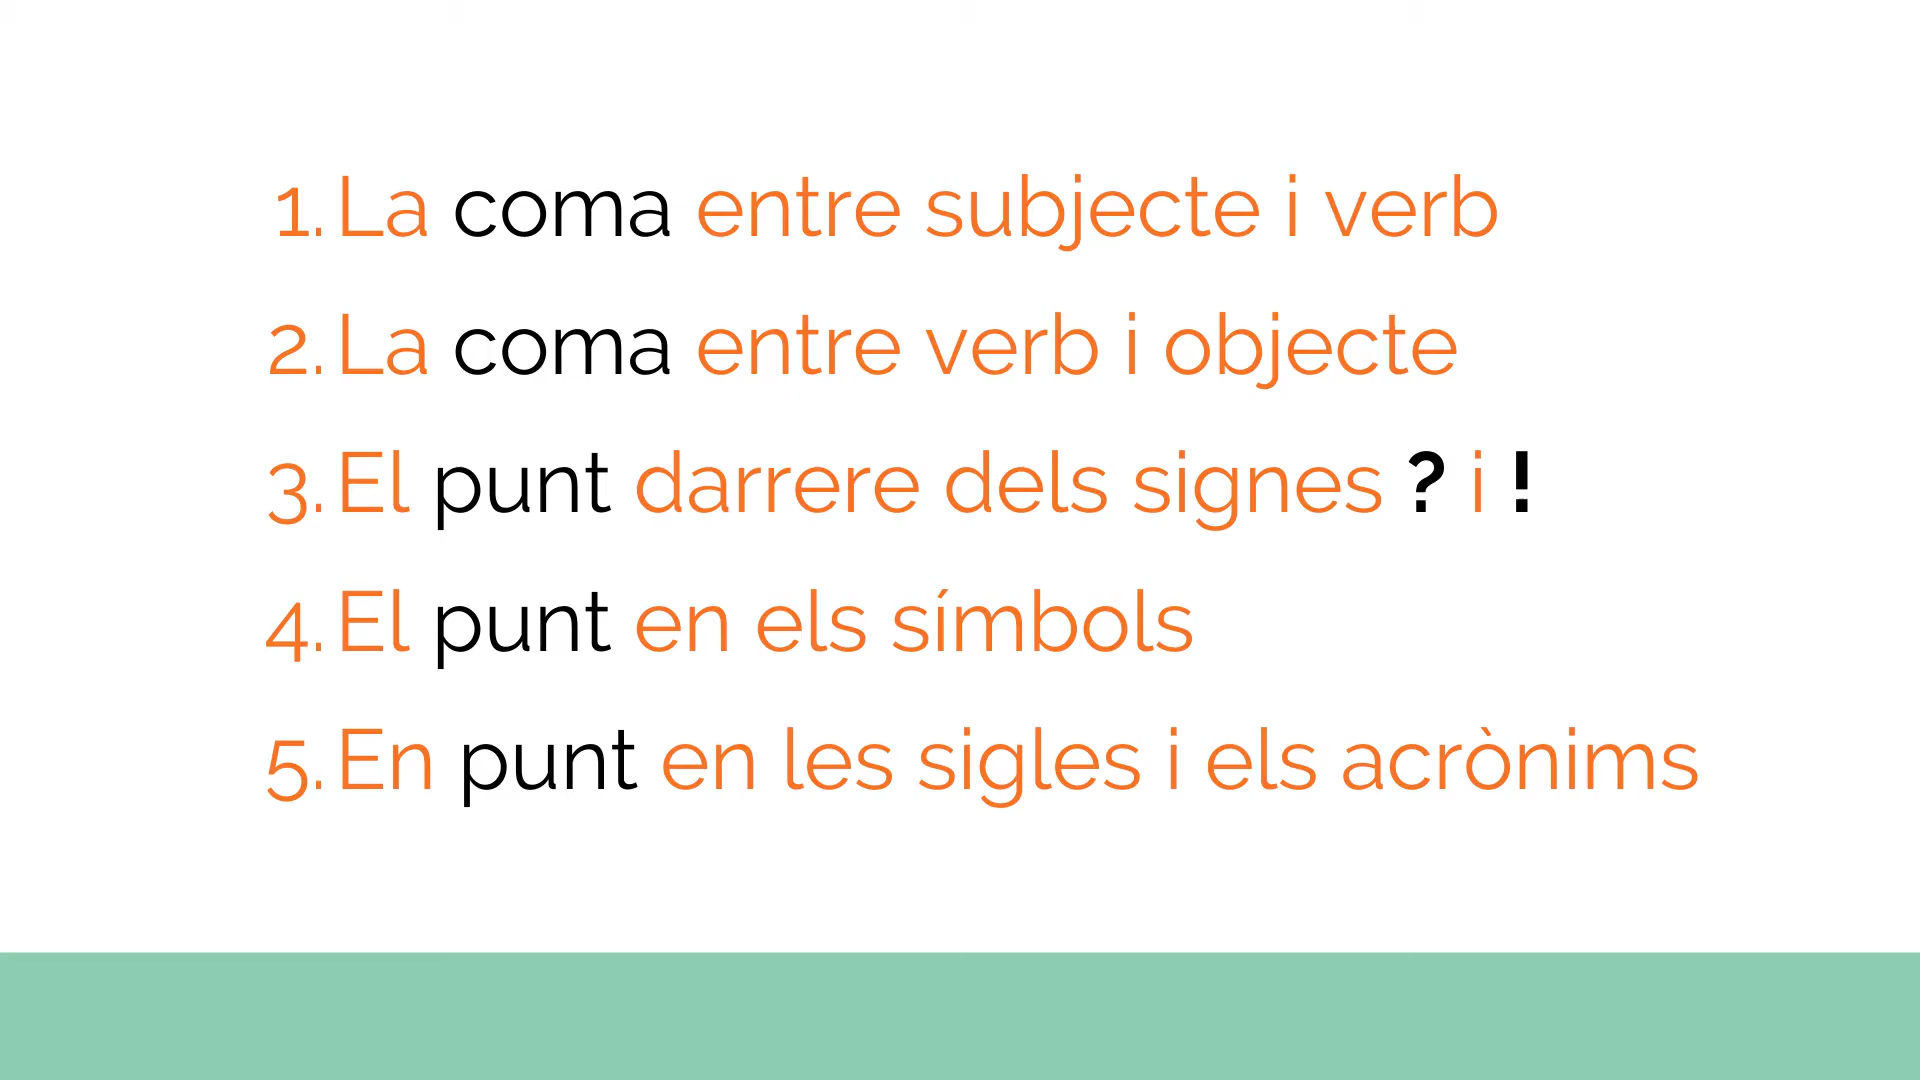 1. La coma entre subjecte i verb
2. La coma entre verb i objecte
3. El punt darrere dels signes ? i !
4. El punt en els símbols
5. En punt en les sigles i els acrònims